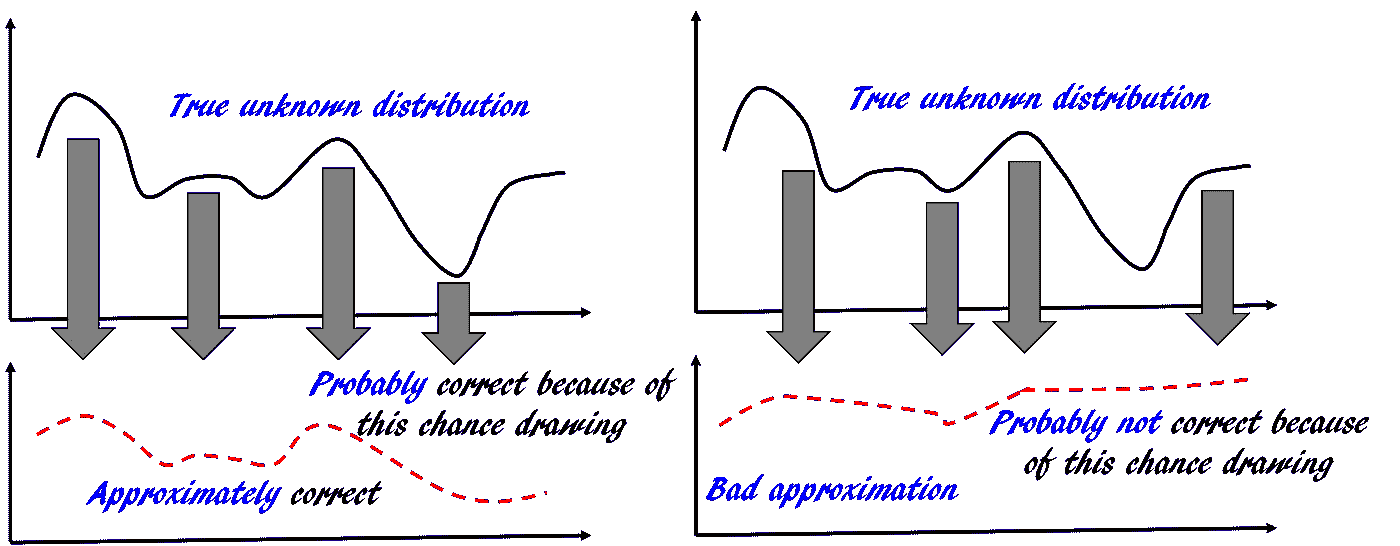 True unknown distribution
Probably correct because of
this chance drawing
Approximately correct
True unknown distribution
Probably not correct because
of this chance drawing
Bad approximation